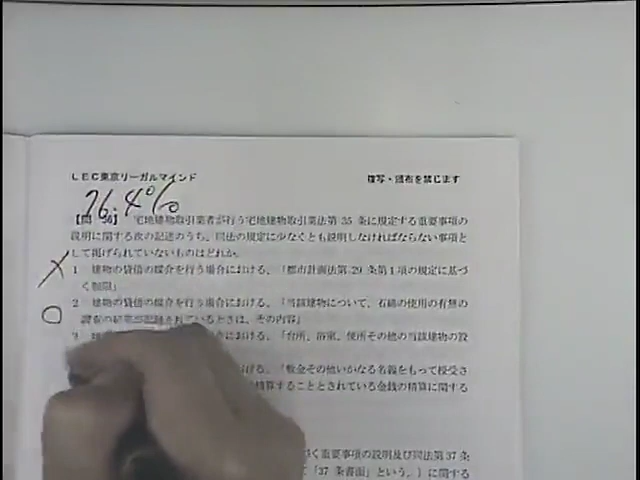 LEC東京リーガルマインド 複写・頒布を禁じます
76.4%
【問 36】 宅地建物取引業者が行う宅地建物取引業法第 35 条に規定する重要事項の
説明に関する次の記述のうち、同法の規定に少なくとも説明しなければならない事項と
して掲げられていないものはどれか。
× 1 建物の貸借の媒介を行う場合における、「都市計画法第 29 条第 1 項の規定に基づ
く制限」
2 建物の貸借の媒介を行う場合における、「当該建物について、石綿の使用の有無の
○ 調査の結果が記録されているときは、その内容」
3 における、「台所、浴室、便所その他の当該建物の設
ける、「敷金その他いかなる名義をもって授受さ
精算することとされている金銭の精算に関する
く重要事項の説明及び同法第 37 条
「37 条書面」という。）に関する